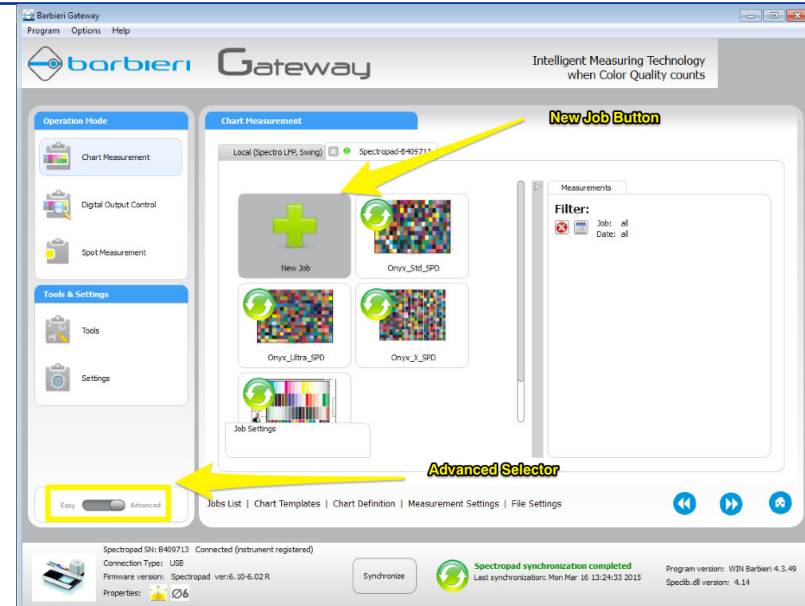 Barbieri Gateway
Program Options Help
barbieri Gateway
Intelligent Measuring Technology
when Color Quality counts
Operation Mode
Chart Measurement
Digital Output Control
Spot Measurement
Tools & Settings
Tools
Settings
Easy Advanced
Chart Measurement
New Job Button
Local (Spectro LFP, Swing) Spectropad-B409713
New Job
Onyx_Std_SPD
Onyx_Ultra_SPD
Onyx_X_SPD
Job Settings
Measurements
Filter:
Job: all
Date: all
Advanced Selector
Jobs List | Chart Templates | Chart Definition | Measurement Settings | File Settings
Spectropad SN: B409713 Connected (instrument registered)
Connection Type: USB
Firmware version: Spectropad ver:6.10-6.02 R
Properties: Ø6
Synchronize
Spectropad synchronization completed
Last synchronization: Mon Mar 16 13:24:33 2015
Program version: WIN Barbieri 4.3.49
Speclib.dll version: 4.14